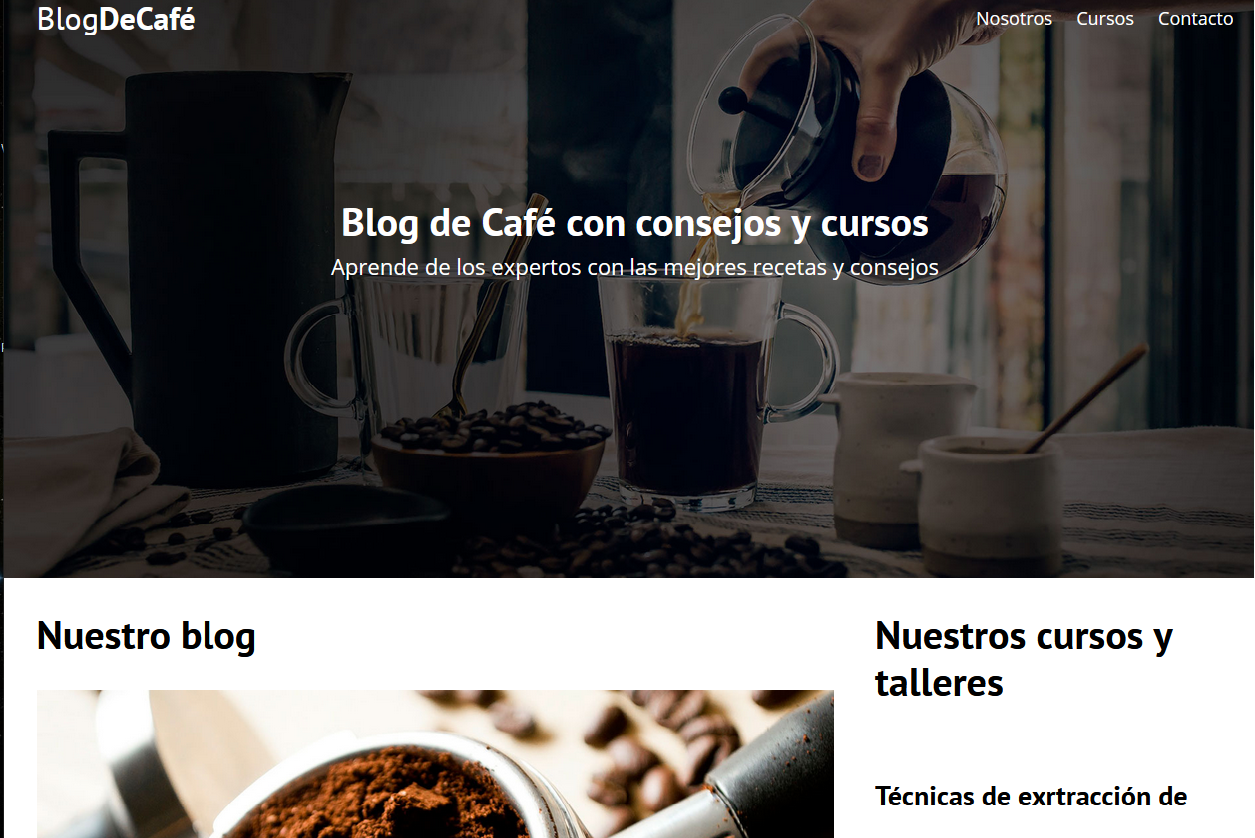 BlogDeCafé
Nosotros Cursos Contacto
Blog de Café con consejos y cursos
Aprende de los expertos con las mejores recetas y consejos
Nuestro blog
Nuestros cursos y
talleres
Técnicas de exrtracción de